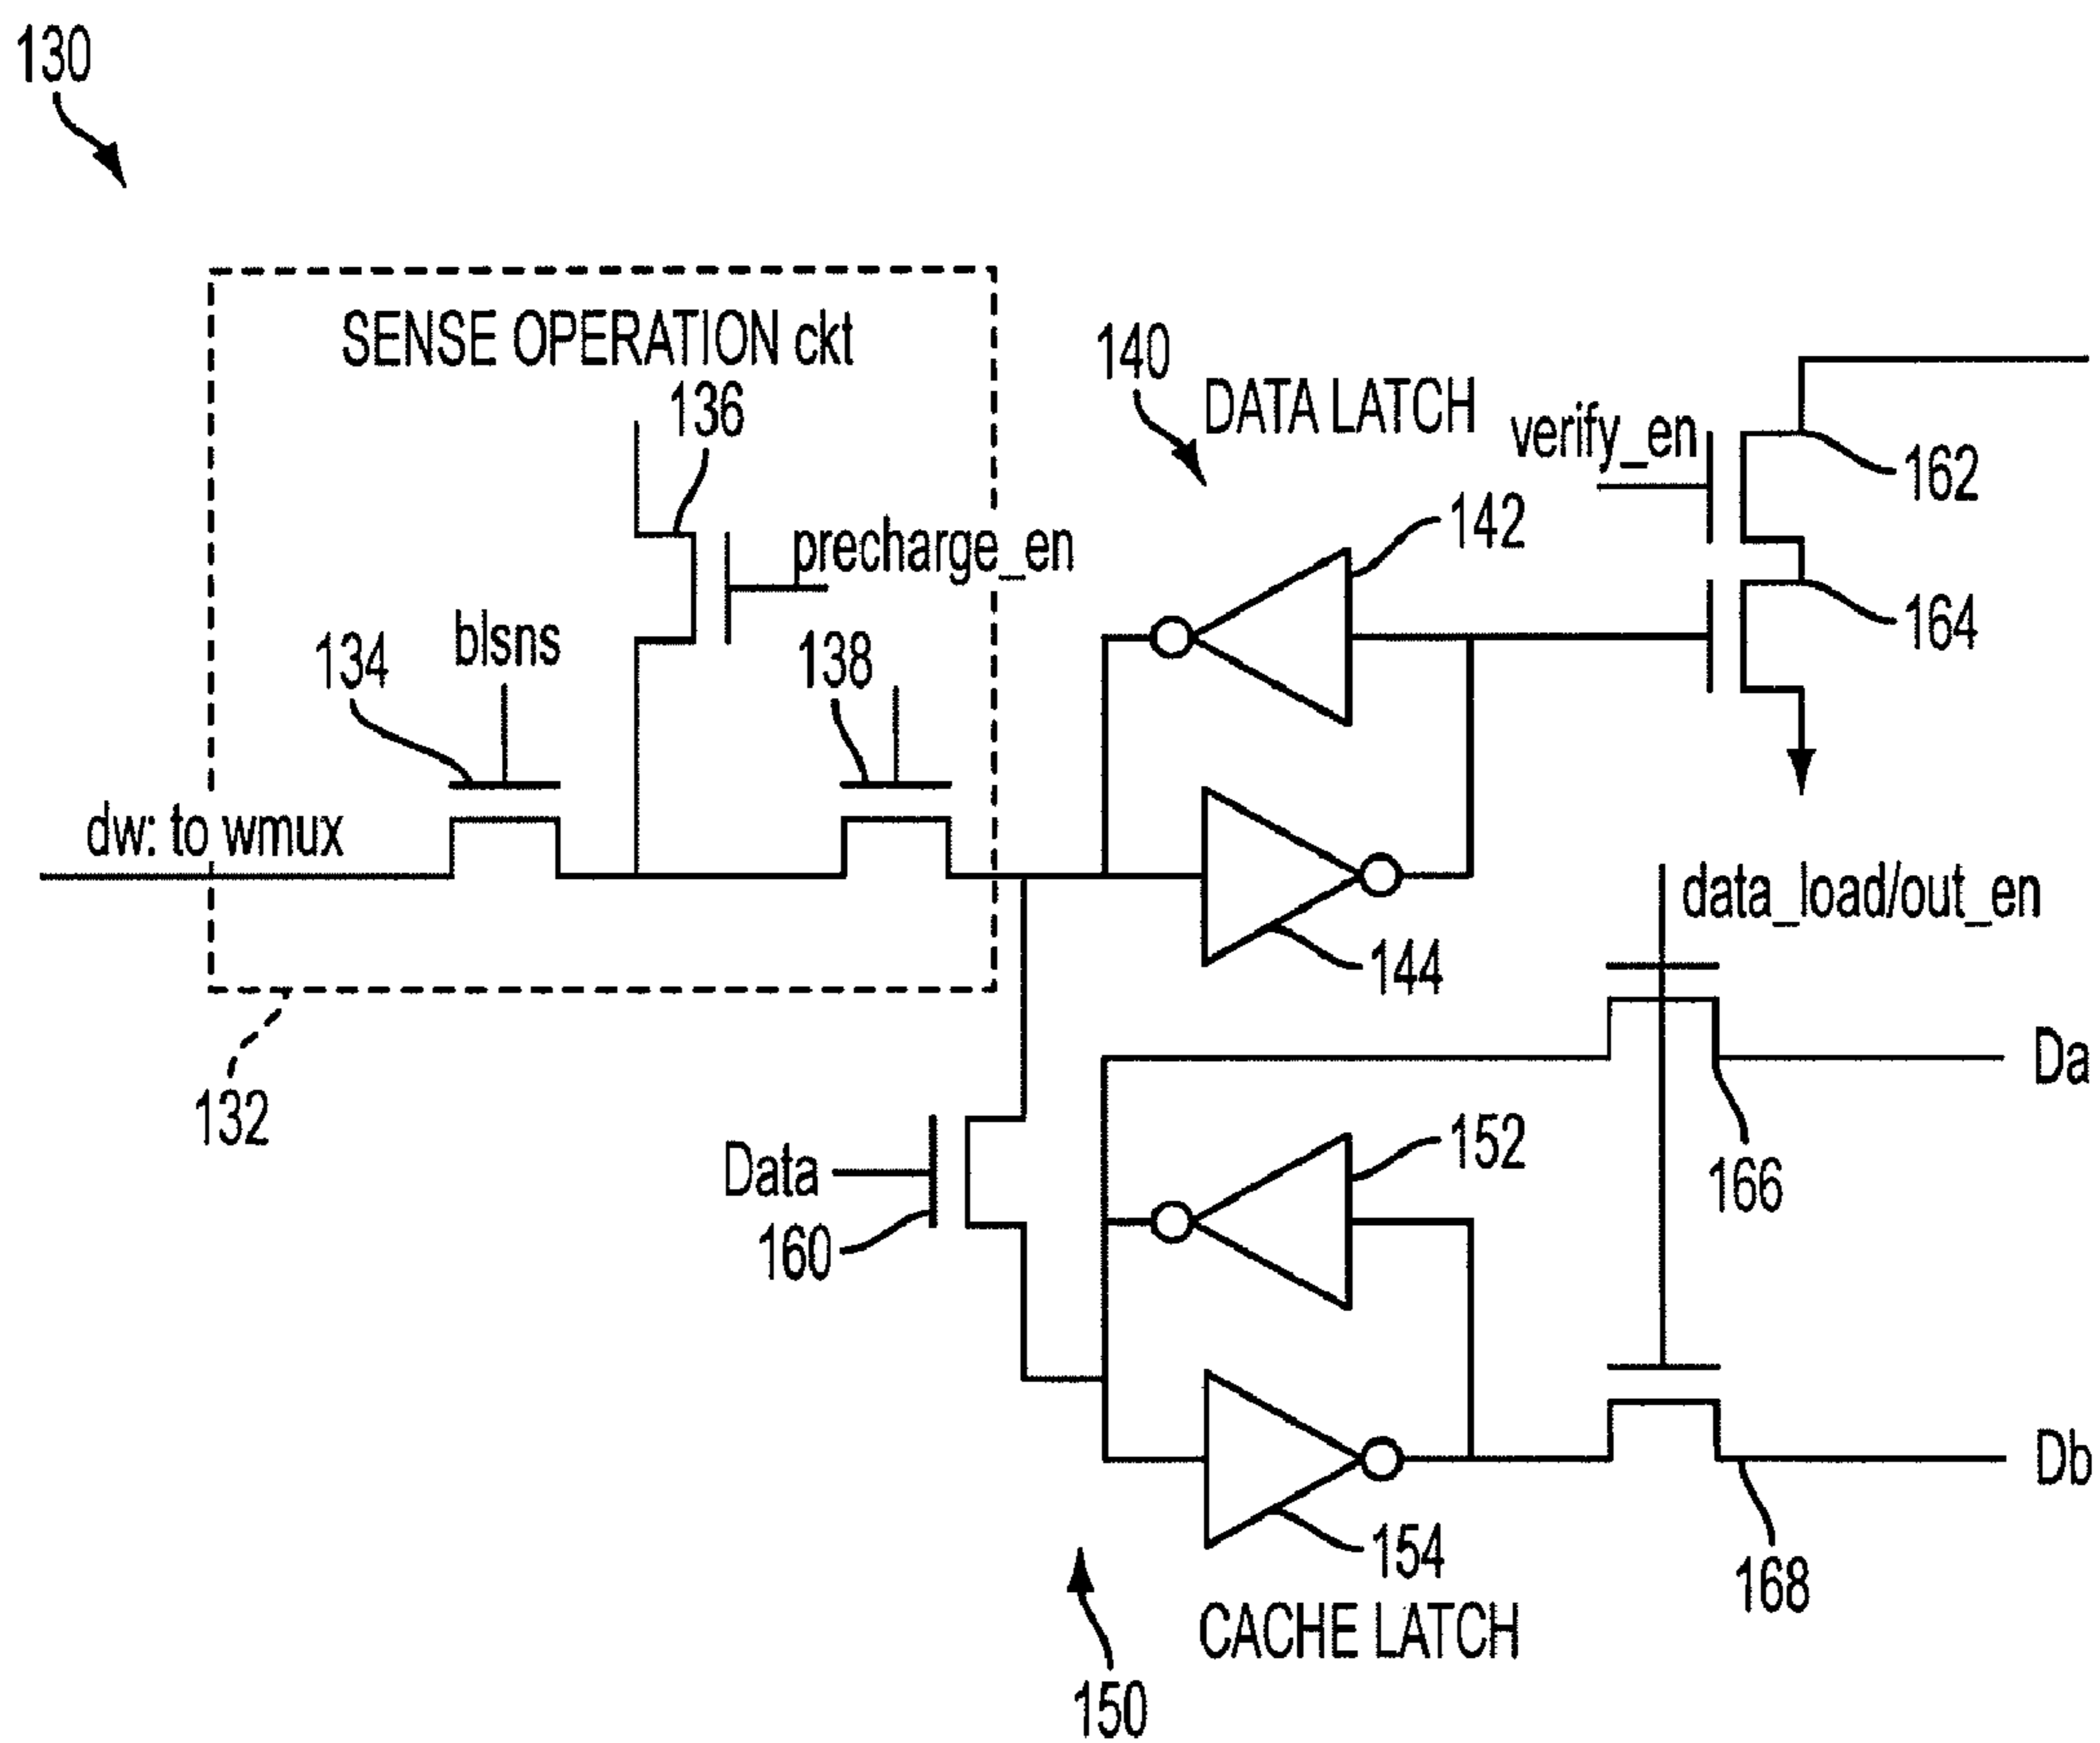 130
SENSE OPERATION ckt
136
precharge_en
blsns
134
138
dw: to wmux
132
140
DATA LATCH
verify_en
162
142
164
144
data_load/out_en
Da
166
Data
160
152
Db
154
168
CACHE LATCH
150